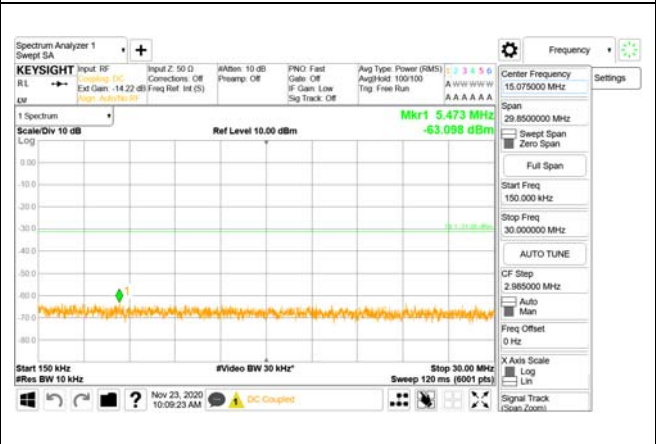 Spectrum Analyzer 1
Swept SA
Frequency
KEYSIGHT
RL
Input: RF
Coupling: DC
Ext Gain: -14.22 dB
Align: Auto/No RF
Input Z: 50 Ω
Corrections: Off
Freq Ref: Int (S)
#Atten: 10 dB
Preamp: Off
PNO: Fast
Gate: Off
IF Gain: Low
Sig Track: Off
Avg Type: Power (RMS)
Avg|Hold: 100/100
Trig: Free Run
1 2 3 4 5 6
A W W W W W
A A A A A A
1 Spectrum
Scale/Div 10 dB
Log
Ref Level 10.00 dBm
Mkr1 5.473 MHz
-63.098 dBm
0.00
-10.0
-20.0
-30.0
-40.0
-50.0
-60.0
-70.0
-80.0
1
Start 150 kHz
#Res BW 10 kHz
#Video BW 30 kHz*
Stop 30.00 MHz
Sweep 120 ms (6001 pts)
Nov 23, 2020
10:09:23 AM
DC Coupled
Center Frequency
15.075000 MHz
Settings
Span
29.8500000 MHz
Swept Span
Zero Span
Full Span
Start Freq
150.000 kHz
Stop Freq
30.000000 MHz
AUTO TUNE
CF Step
2.985000 MHz
Auto
Man
Freq Offset
0 Hz
X Axis Scale
Log
Lin
Signal Track
(Span Zoom)